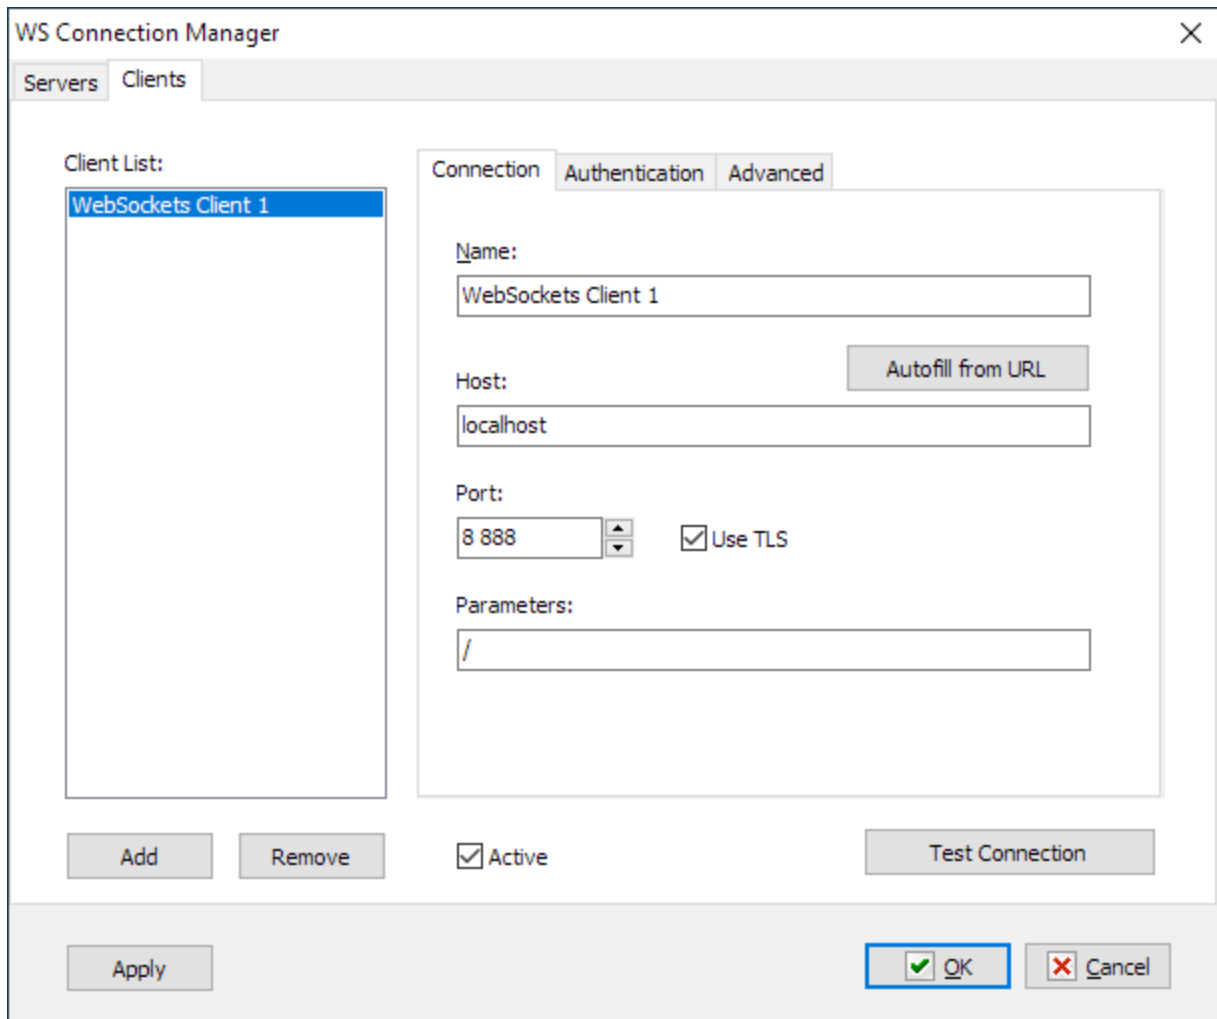 WS Connection Manager
Servers
Clients
Client List:
WebSockets Client 1
Connection
Authentication
Advanced
Name:
WebSockets Client 1
Autofill from URL
Host:
localhost
Port:
8 888
Use TLS
Parameters:
/
Add
Remove
Active
Test Connection
Apply
OK
Cancel